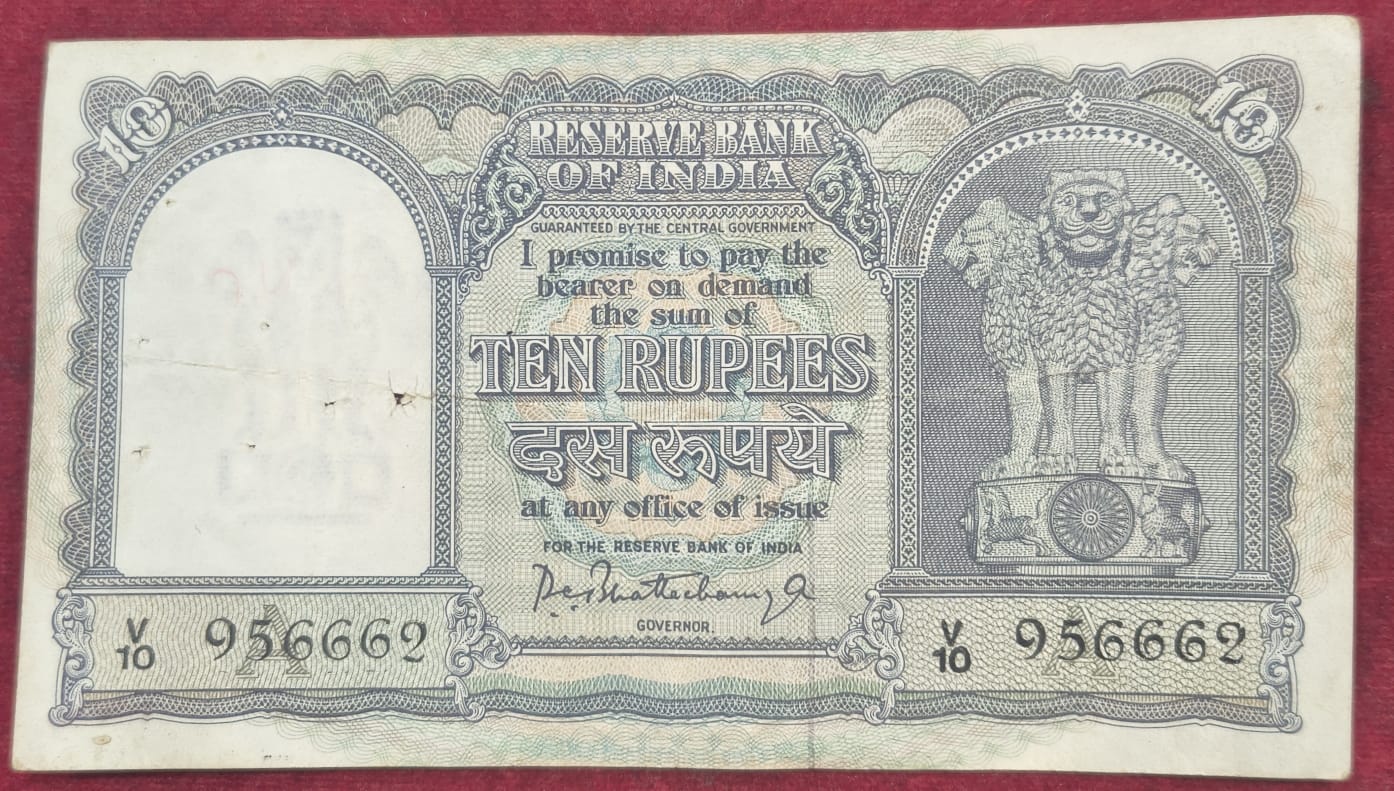 10
10
RESERVE BANK
OF INDIA
GUARANTEED BY THE CENTRAL GOVERNMENT
I promise to pay the
bearer on demand
the sum of
TEN RUPEES
दस रूपये
at any office of issue
FOR THE RESERVE BANK OF INDIA
P. C. Bhattacharyya
GOVERNOR.
V
10
A
956662
V
10
A
956662